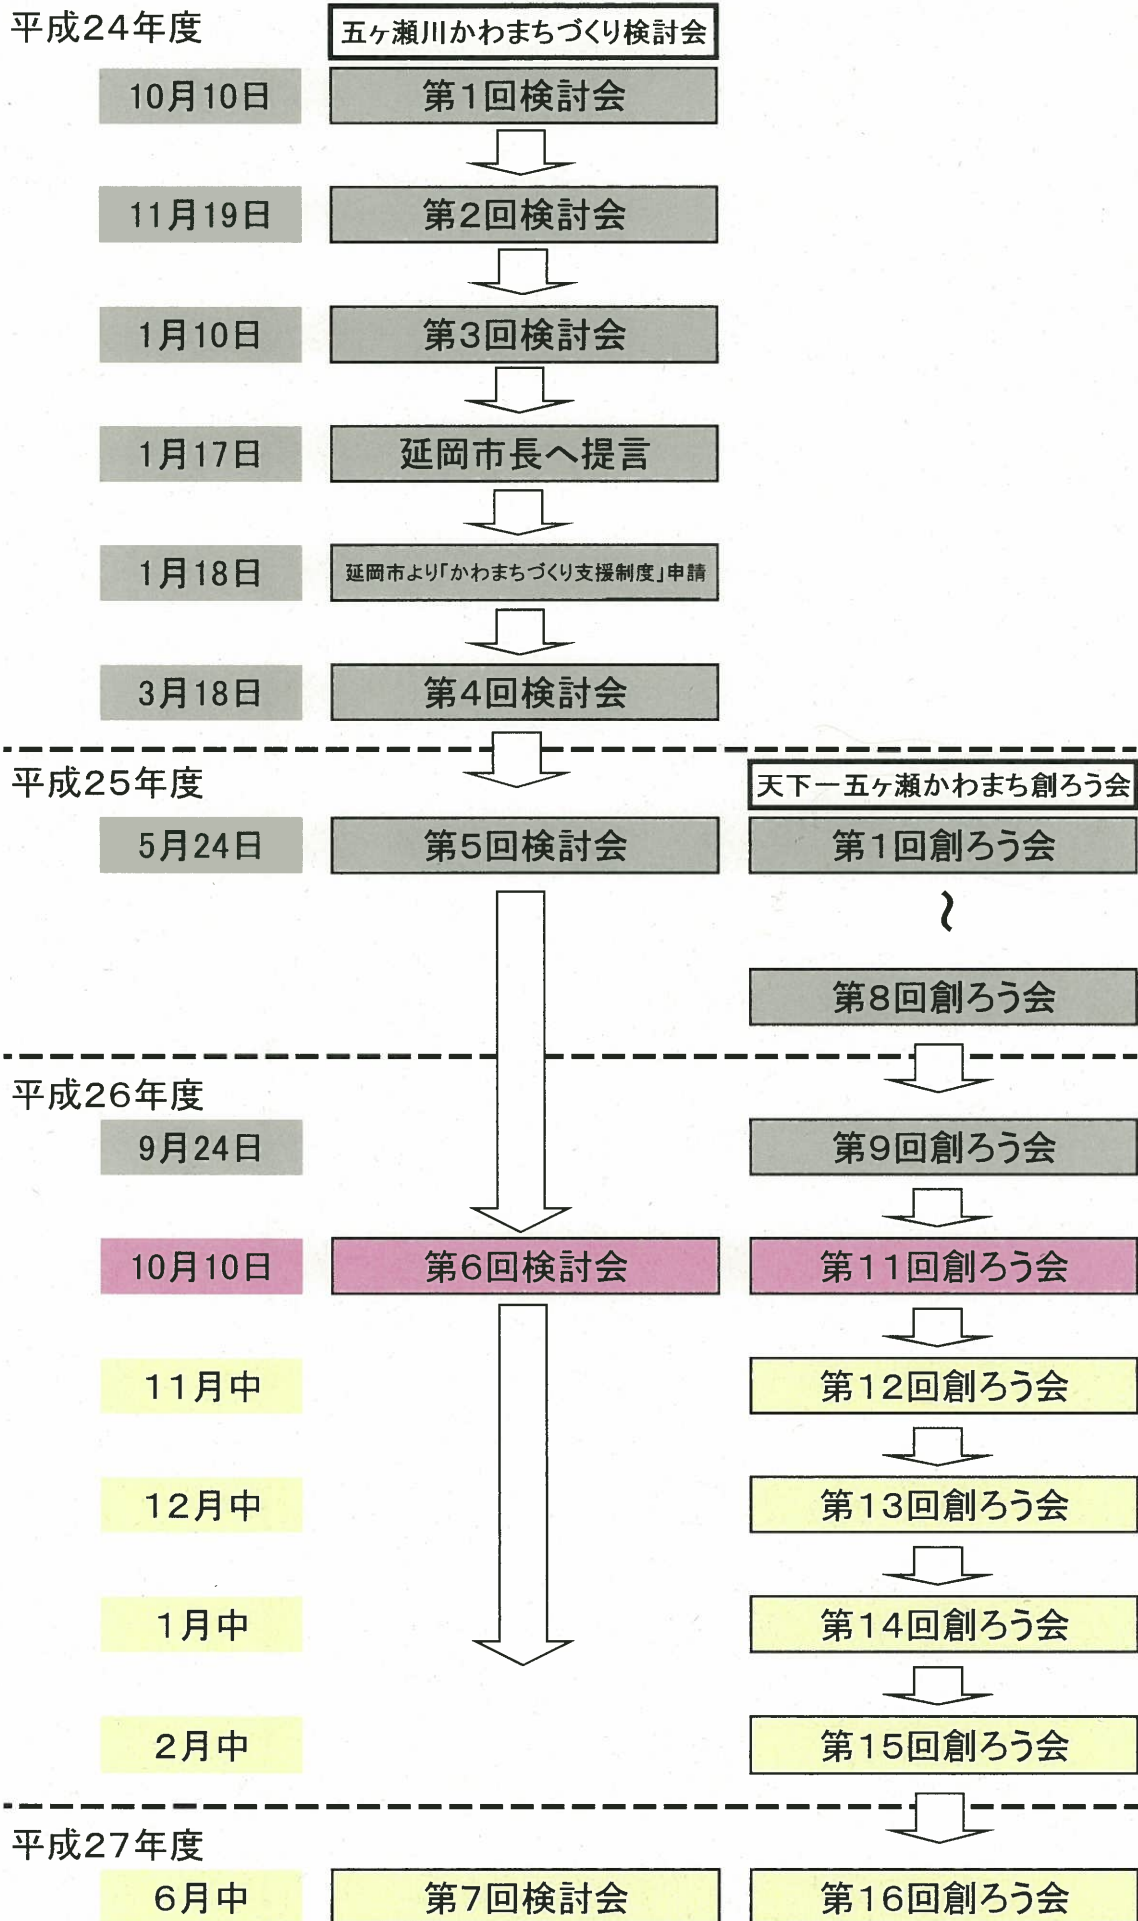 平成24年度
五ヶ瀬川かわまちづくり検討会
10月10日
第1回検討会
11月19日
第2回検討会
1月10日
第3回検討会
1月17日
延岡市長へ提言
1月18日
延岡市より「かわまちづくり支援制度」申請
3月18日
第4回検討会
平成25年度
天下一五ヶ瀬かわまち創ろう会
5月24日
第5回検討会
第1回創ろう会
~
第8回創ろう会
平成26年度
9月24日
第9回創ろう会
10月10日
第6回検討会
第11回創ろう会
11月中
第12回創ろう会
12月中
第13回創ろう会
1月中
第14回創ろう会
2月中
第15回創ろう会
平成27年度
6月中
第7回検討会
第16回創ろう会